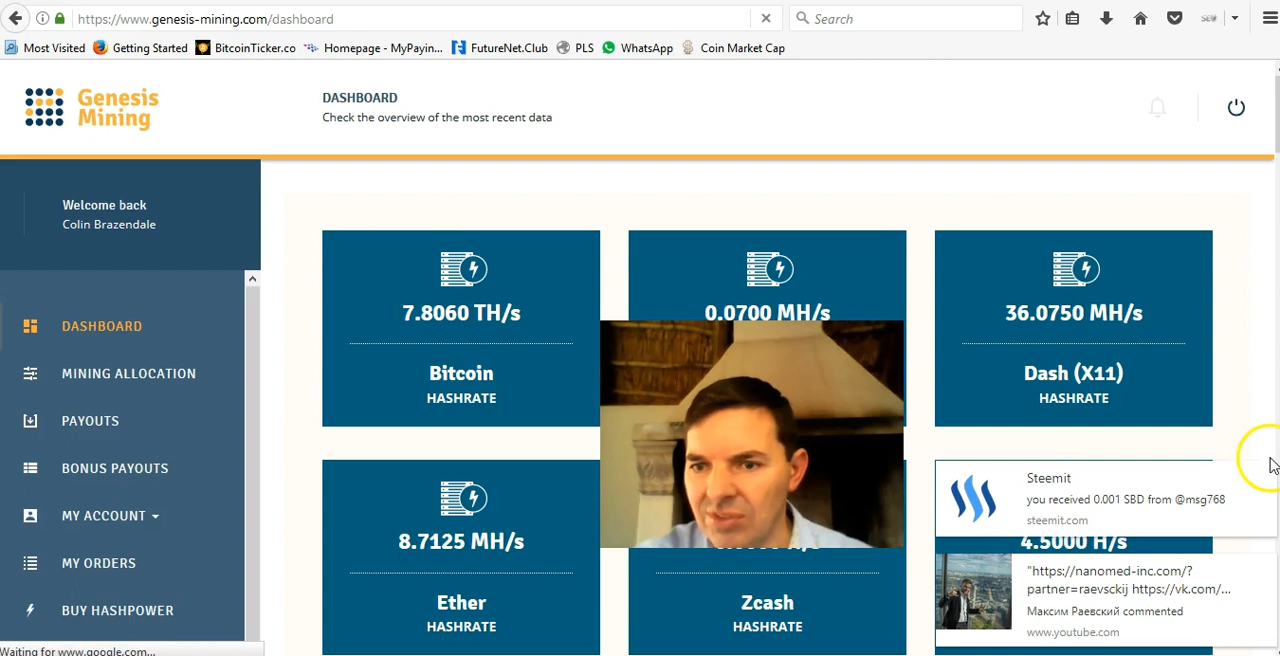 https://www.genesis-mining.com/dashboard
Search
Most Visited
Getting Started
BitcoinTicker.co
Homepage - MyPayin...
FutureNet.Club
PLS
WhatsApp
Coin Market Cap
Genesis
Mining
DASHBOARD
Check the overview of the most recent data
Welcome back
Colin Brazendale
DASHBOARD
MINING ALLOCATION
PAYOUTS
BONUS PAYOUTS
MY ACCOUNT
MY ORDERS
BUY HASHPOWER
7.8060 TH/s
Bitcoin
HASHRATE
0.0700 MH/s
36.0750 MH/s
Dash (X11)
HASHRATE
8.7125 MH/s
Ether
HASHRATE
Zcash
HASHRATE
4.5000 H/s
Steemit
you received 0.001 SBD from @msg768
steemit.com
"https://nanomed-inc.com/?
partner=raevsckij https://vk.com/...
Максим Раевский commented
www.youtube.com
Waiting for www.google.com...